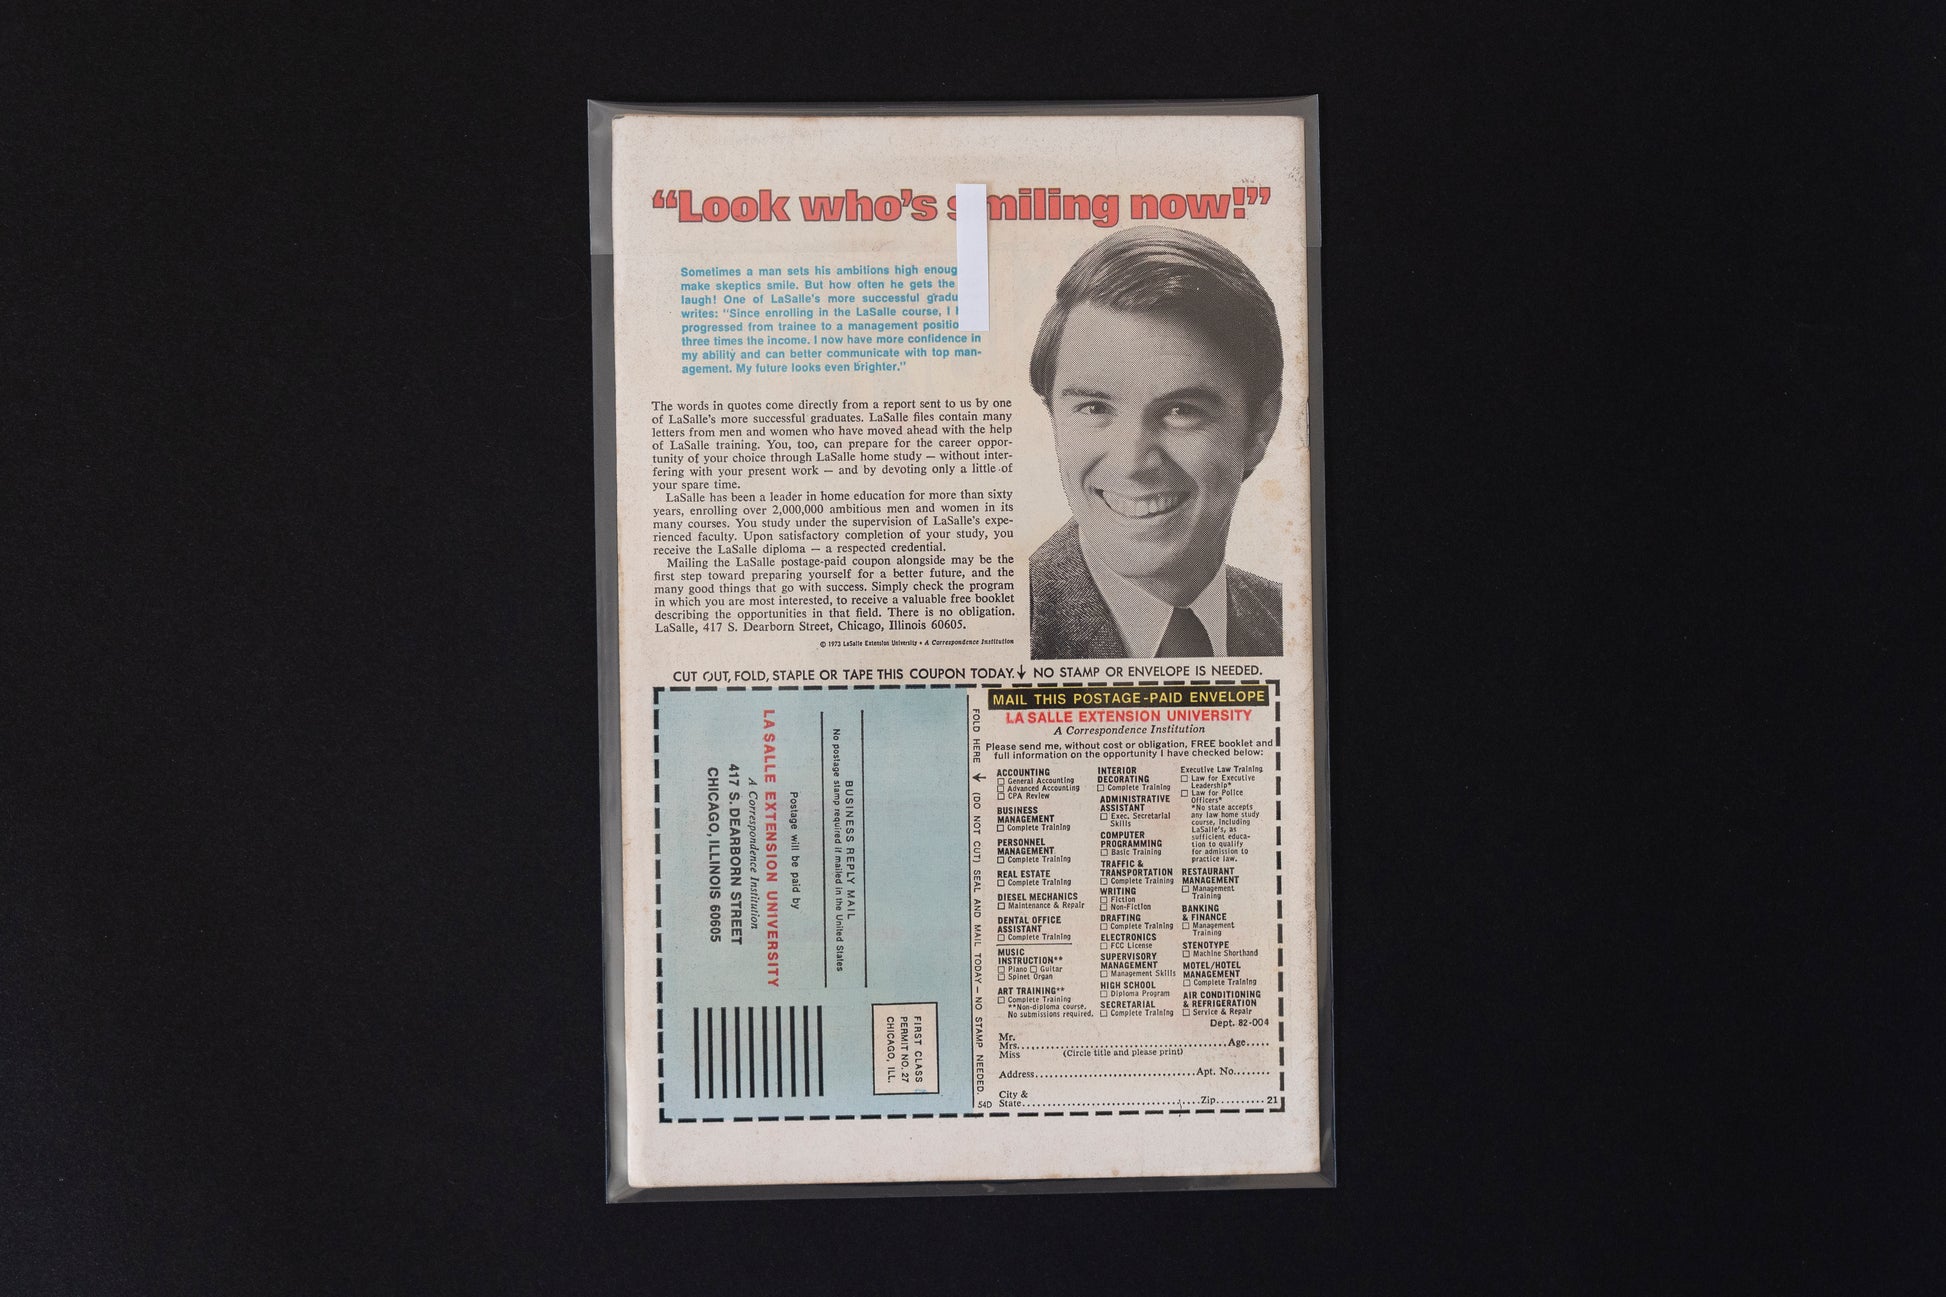 “Look who’s smiling now!”
Sometimes a man sets his ambitions high
make skeptics smile. But how often he gets the
laugh! One of LaSalle's more successful
writes: "Since enrolling in the LaSalle course, I
progressed from trainee to a management
three times the income. I now have more confidence in
my ability and can better communicate with top man-
agement. My future looks even brighter."
The words in quotes come directly from a report sent to us by one
of LaSalle's more successful graduates. LaSalle files contain many
letters from men and women who have moved ahead with the help
of LaSalle training. You, too, can prepare for the career oppor-
tunity of your choice through LaSalle home study — without inter-
fering with your present work — and by devoting only a little of
your spare time.
LaSalle has been a leader in home education for more than sixty
years, enrolling over 2,000,000 ambitious men and women in its
many courses. You study under the supervision of LaSalle's expe-
rienced faculty. Upon satisfactory completion of your study, you
receive the LaSalle diploma — a respected credential.
Mailing the LaSalle postage-paid coupon alongside may be the
first step toward preparing yourself for a better future, and the
many good things that go with success. Simply check the program
in which you are most interested, to receive a valuable free booklet
describing the opportunities in that field. There is no obligation.
LaSalle, 417 S. Dearborn Street, Chicago, Illinois 60605.
© 1973 LaSalle Extension University • A Correspondence Institution
CUT OUT, FOLD, STAPLE OR TAPE THIS COUPON TODAY. ↓ NO STAMP OR ENVELOPE IS NEEDED.
BUSINESS REPLY MAIL
No postage stamp required if mailed in the United States
Postage will be paid by
LA SALLE EXTENSION UNIVERSITY
A Correspondence Institution
417 S. DEARBORN STREET
CHICAGO, ILLINOIS 60605
FIRST CLASS
PERMIT NO. 27
CHICAGO, ILL.
FOLD HERE → (DO NOT CUT) SEAL AND MAIL TODAY — NO STAMP NEEDED.
54D
MAIL THIS POSTAGE-PAID ENVELOPE
LA SALLE EXTENSION UNIVERSITY
A Correspondence Institution
Please send me, without cost or obligation, FREE booklet and
full information on the opportunity I have checked below:
ACCOUNTING
☐ General Accounting
☐ Advanced Accounting
☐ CPA Review
BUSINESS
MANAGEMENT
☐ Complete Training
PERSONNEL
MANAGEMENT
☐ Complete Training
REAL ESTATE
☐ Complete Training
DIESEL MECHANICS
☐ Maintenance & Repair
DENTAL OFFICE
ASSISTANT
☐ Complete Training
MUSIC
INSTRUCTION**
☐ Piano ☐ Guitar
☐ Spinet Organ
ART TRAINING**
☐ Complete Training
**Non-diploma course.
No submissions required.
INTERIOR
DECORATING
☐ Complete Training
ADMINISTRATIVE
ASSISTANT
☐ Exec. Secretarial
Skills
COMPUTER
PROGRAMMING
☐ Basic Training
TRAFFIC &
TRANSPORTATION
☐ Complete Training
WRITING
☐ Fiction
☐ Non-Fiction
DRAFTING
☐ Complete Training
ELECTRONICS
☐ FCC License
SUPERVISORY
MANAGEMENT
☐ Management Skills
HIGH SCHOOL
☐ Diploma Program
SECRETARIAL
☐ Complete Training
Executive Law Training
☐ Law for Executive
Leadership*
☐ Law for Police
Officers*
*No state accepts
any law home study
course, including
LaSalle's, as
sufficient educa-
tion to qualify
for admission to
practice law.
RESTAURANT
MANAGEMENT
☐ Management
Training
BANKING
& FINANCE
☐ Management
Training
STENOTYPE
☐ Machine Shorthand
MOTEL/HOTEL
MANAGEMENT
☐ Complete Training
AIR CONDITIONING
& REFRIGERATION
☐ Service & Repair
Dept. 82-004
Mr.
Mrs..................................................Age.....
Miss (Circle title and please print)
Address........................................Apt. No........
City &
State............................................Zip..........21